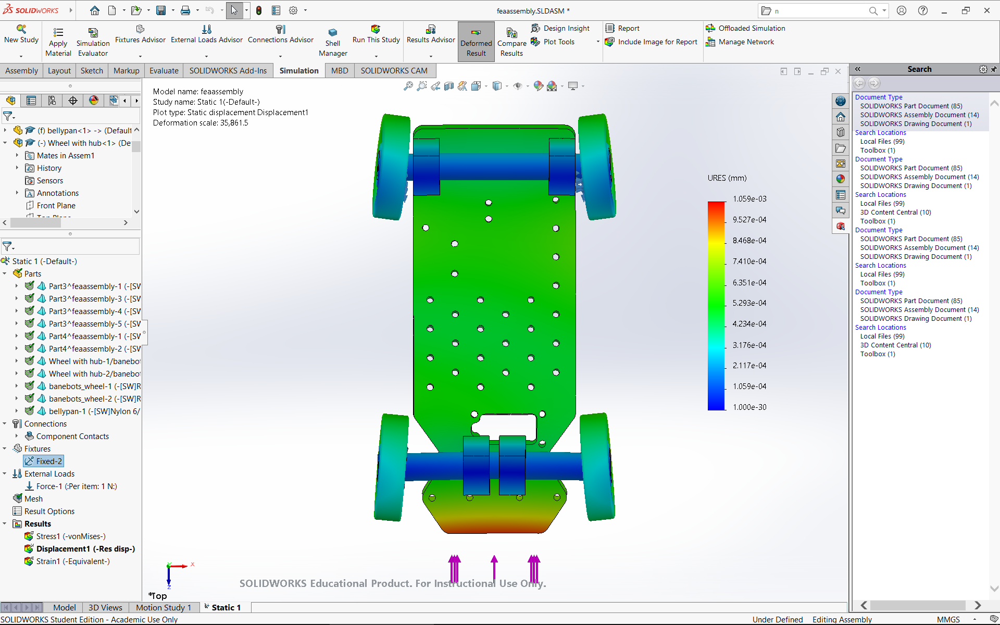 SOLIDWORKS
feaassembly.SLDASM *
n
New Study
Apply Material
Simulation Evaluator
Fixtures Advisor
External Loads Advisor
Connections Advisor
Shell Manager
Run This Study
Results Advisor
Deformed Result
Compare Results
Design Insight
Plot Tools
Report
Include Image for Report
Offloaded Simulation
Manage Network
Assembly Layout Sketch Markup Evaluate SOLIDWORKS Add-Ins Simulation MBD SOLIDWORKS CAM
(f) bellypan<1> -> (Default
(-) Wheel with hub<1> (De
Mates in Assem1
History
Sensors
Annotations
Front Plane
Static 1 (-Default-)
Parts
Part3^feaassembly-1 (-[SW
Part3^feaassembly-3 (-[SW
Part3^feaassembly-4 (-[SW
Part3^feaassembly-5 (-[SW
Part4^feaassembly-1 (-[SW
Part4^feaassembly-2 (-[SW
Wheel with hub-1/banebot
Wheel with hub-2/banebot
banebots_wheel-1 (-[SW]R
banebots_wheel-2 (-[SW]R
bellypan-1 (-[SW]Nylon 6/
Connections
Component Contacts
Fixtures
Fixed-2
External Loads
Force-1 (:Per item: 1 N:)
Mesh
Result Options
Results
Stress1 (-vonMises-)
Displacement1 (-Res disp-)
Strain1 (-Equivalent-)
Model name: feaassembly
Study name: Static 1(-Default-)
Plot type: Static displacement Displacement1
Deformation scale: 35,861.5
URES (mm)
1.059e-03
9.527e-04
8.468e-04
7.410e-04
6.351e-04
5.293e-04
4.234e-04
3.176e-04
2.117e-04
1.059e-04
1.000e-30
Y
X
Z
*Top
SOLIDWORKS Educational Product. For Instructional Use Only.
Search
Document Type
SOLIDWORKS Part Document (85)
SOLIDWORKS Assembly Document (14)
SOLIDWORKS Drawing Document (1)
Search Locations
Local Files (99)
Toolbox (1)
Document Type
SOLIDWORKS Part Document (85)
SOLIDWORKS Assembly Document (14)
SOLIDWORKS Drawing Document (1)
Search Locations
Local Files (99)
3D Content Central (10)
Toolbox (1)
Document Type
SOLIDWORKS Part Document (85)
SOLIDWORKS Assembly Document (14)
SOLIDWORKS Drawing Document (1)
Search Locations
Local Files (99)
Toolbox (1)
Document Type
SOLIDWORKS Part Document (85)
SOLIDWORKS Assembly Document (14)
SOLIDWORKS Drawing Document (1)
Search Locations
Local Files (99)
3D Content Central (10)
Toolbox (1)
Model 3D Views Motion Study 1 Static 1
SOLIDWORKS Student Edition - Academic Use Only
Under Defined Editing Assembly MMGS